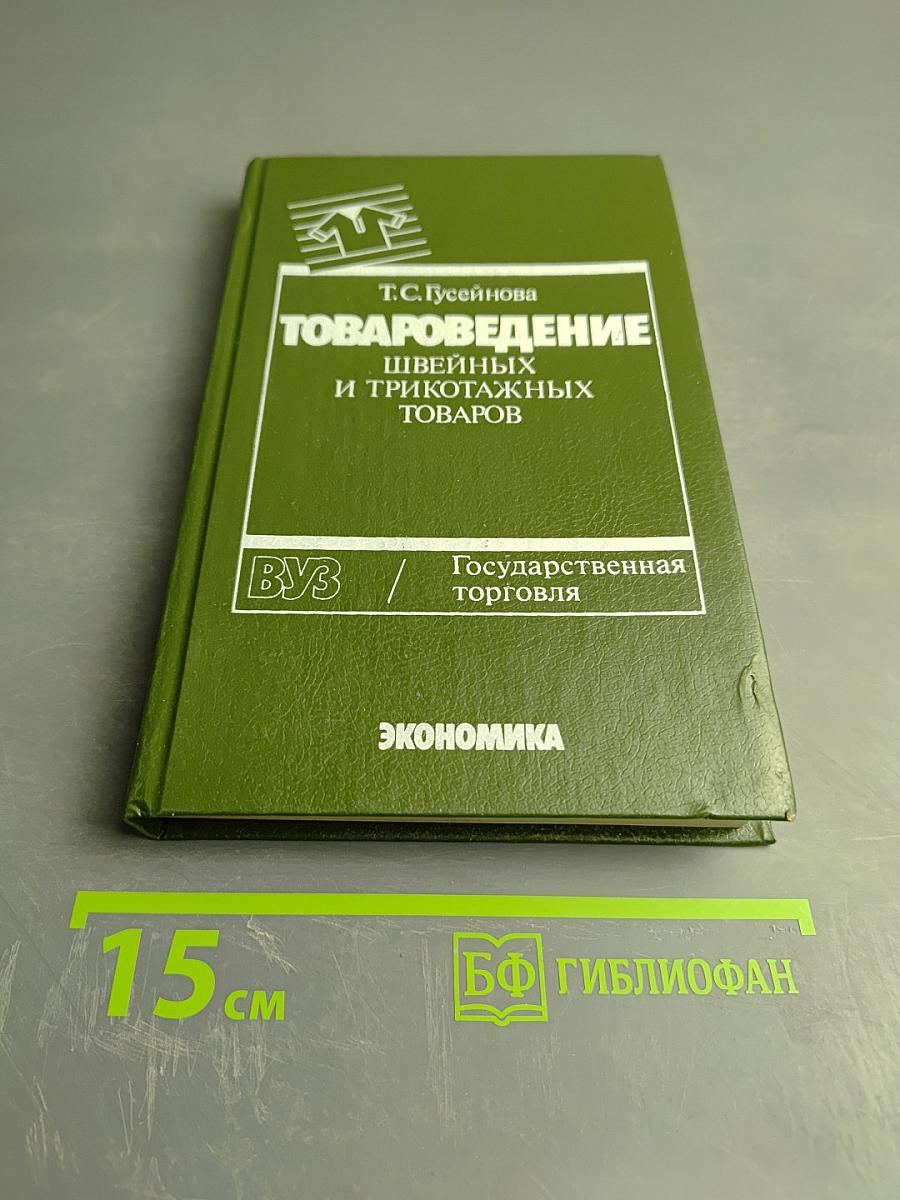 Т. С. Гусейнова
ТОВАРОВЕДЕНИЕ
ШВЕЙНЫХ
И ТРИКОТАЖНЫХ
ТОВАРОВ
ВУЗ / Государственная
торговля
ЭКОНОМИКА
15 см
БФ ГИБЛИОФАН